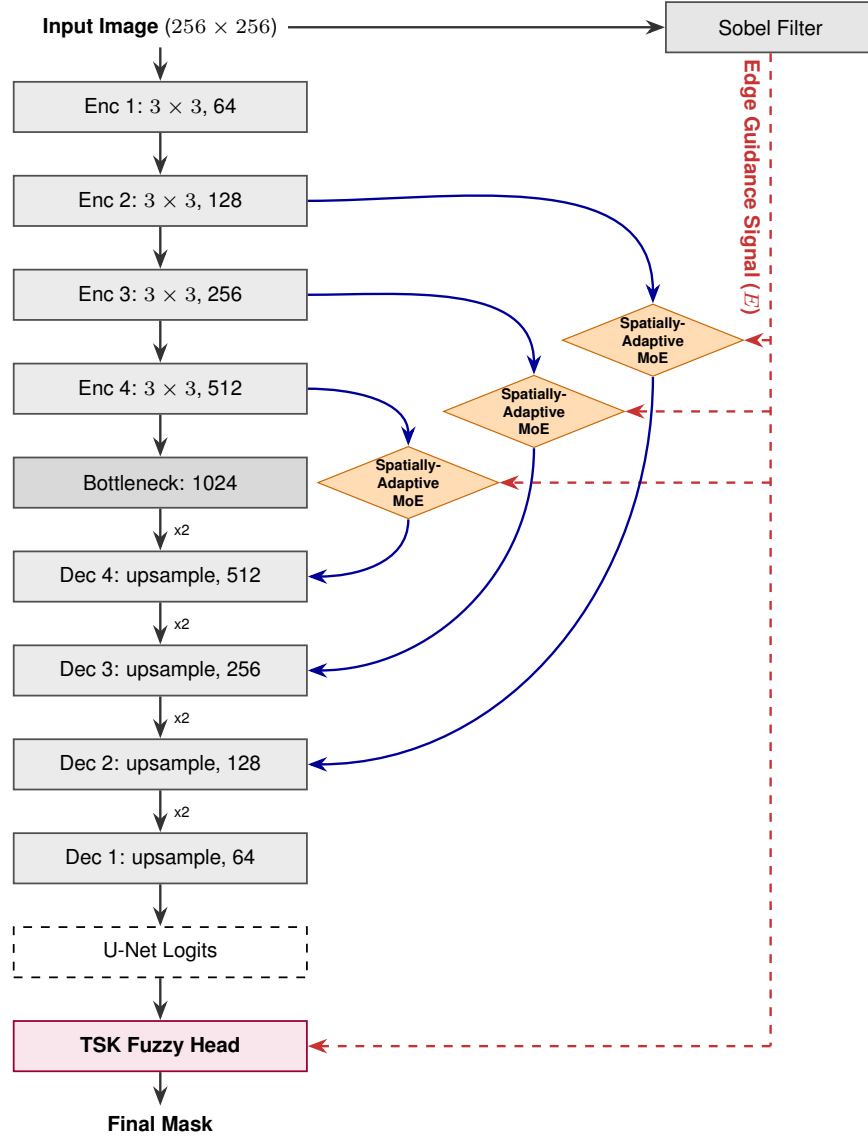 Input Image (256 × 256)
Sobel Filter
Edge Guidance Signal (E)
Enc 1: 3 × 3, 64
Enc 2: 3 × 3, 128
Enc 3: 3 × 3, 256
Spatially-
Adaptive
MoE
Enc 4: 3 × 3, 512
Spatially-
Adaptive
MoE
Bottleneck: 1024
Spatially-
Adaptive
MoE
x2
Dec 4: upsample, 512
x2
Dec 3: upsample, 256
x2
Dec 2: upsample, 128
x2
Dec 1: upsample, 64
U-Net Logits
TSK Fuzzy Head
Final Mask